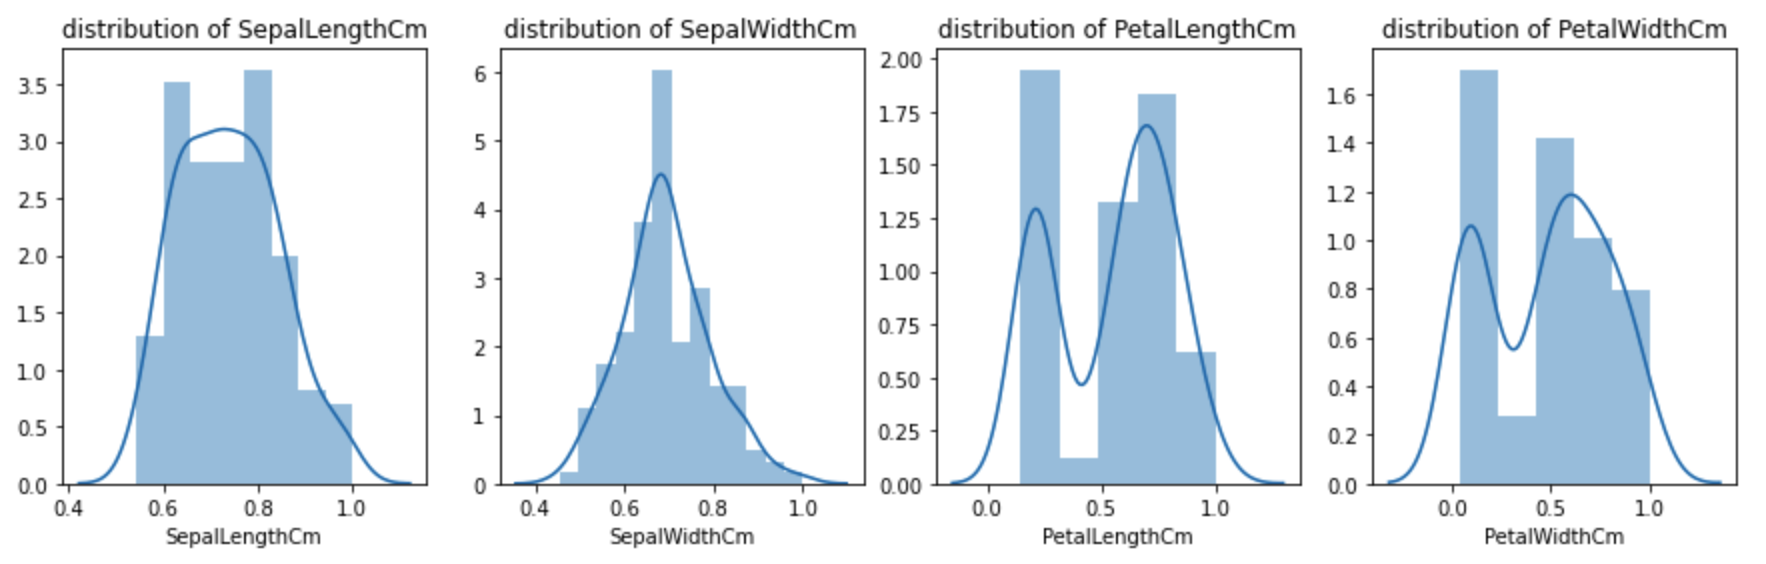 distribution of SepalLengthCm
3.5
3.0
2.5
2.0
1.5
1.0
0.5
0.0
0.4 0.6 0.8 1.0
SepalLengthCm
distribution of SepalWidthCm
6
5
4
3
2
1
0
0.4 0.6 0.8 1.0
SepalWidthCm
distribution of PetalLengthCm
2.00
1.75
1.50
1.25
1.00
0.75
0.50
0.25
0.00
0.0 0.5 1.0
PetalLengthCm
distribution of PetalWidthCm
1.6
1.4
1.2
1.0
0.8
0.6
0.4
0.2
0.0
0.0 0.5 1.0
PetalWidthCm